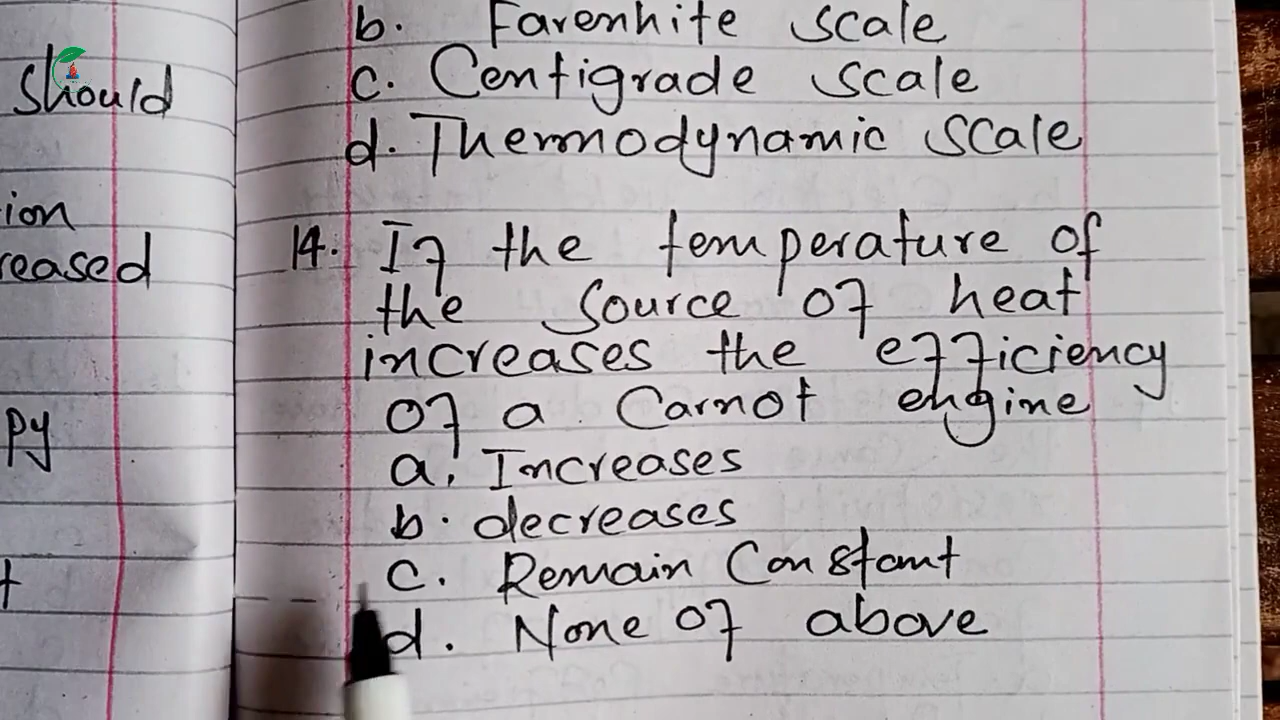 should
ion
reased
py
t
b. Farenhite scale
c. Centigrade scale
d. Thermodynamic scale
14. If the temperature of
the source of heat
increases the efficiency
of a Carnot engine
a. Increases
b. decreases
c. Remain Constant
d. None of above